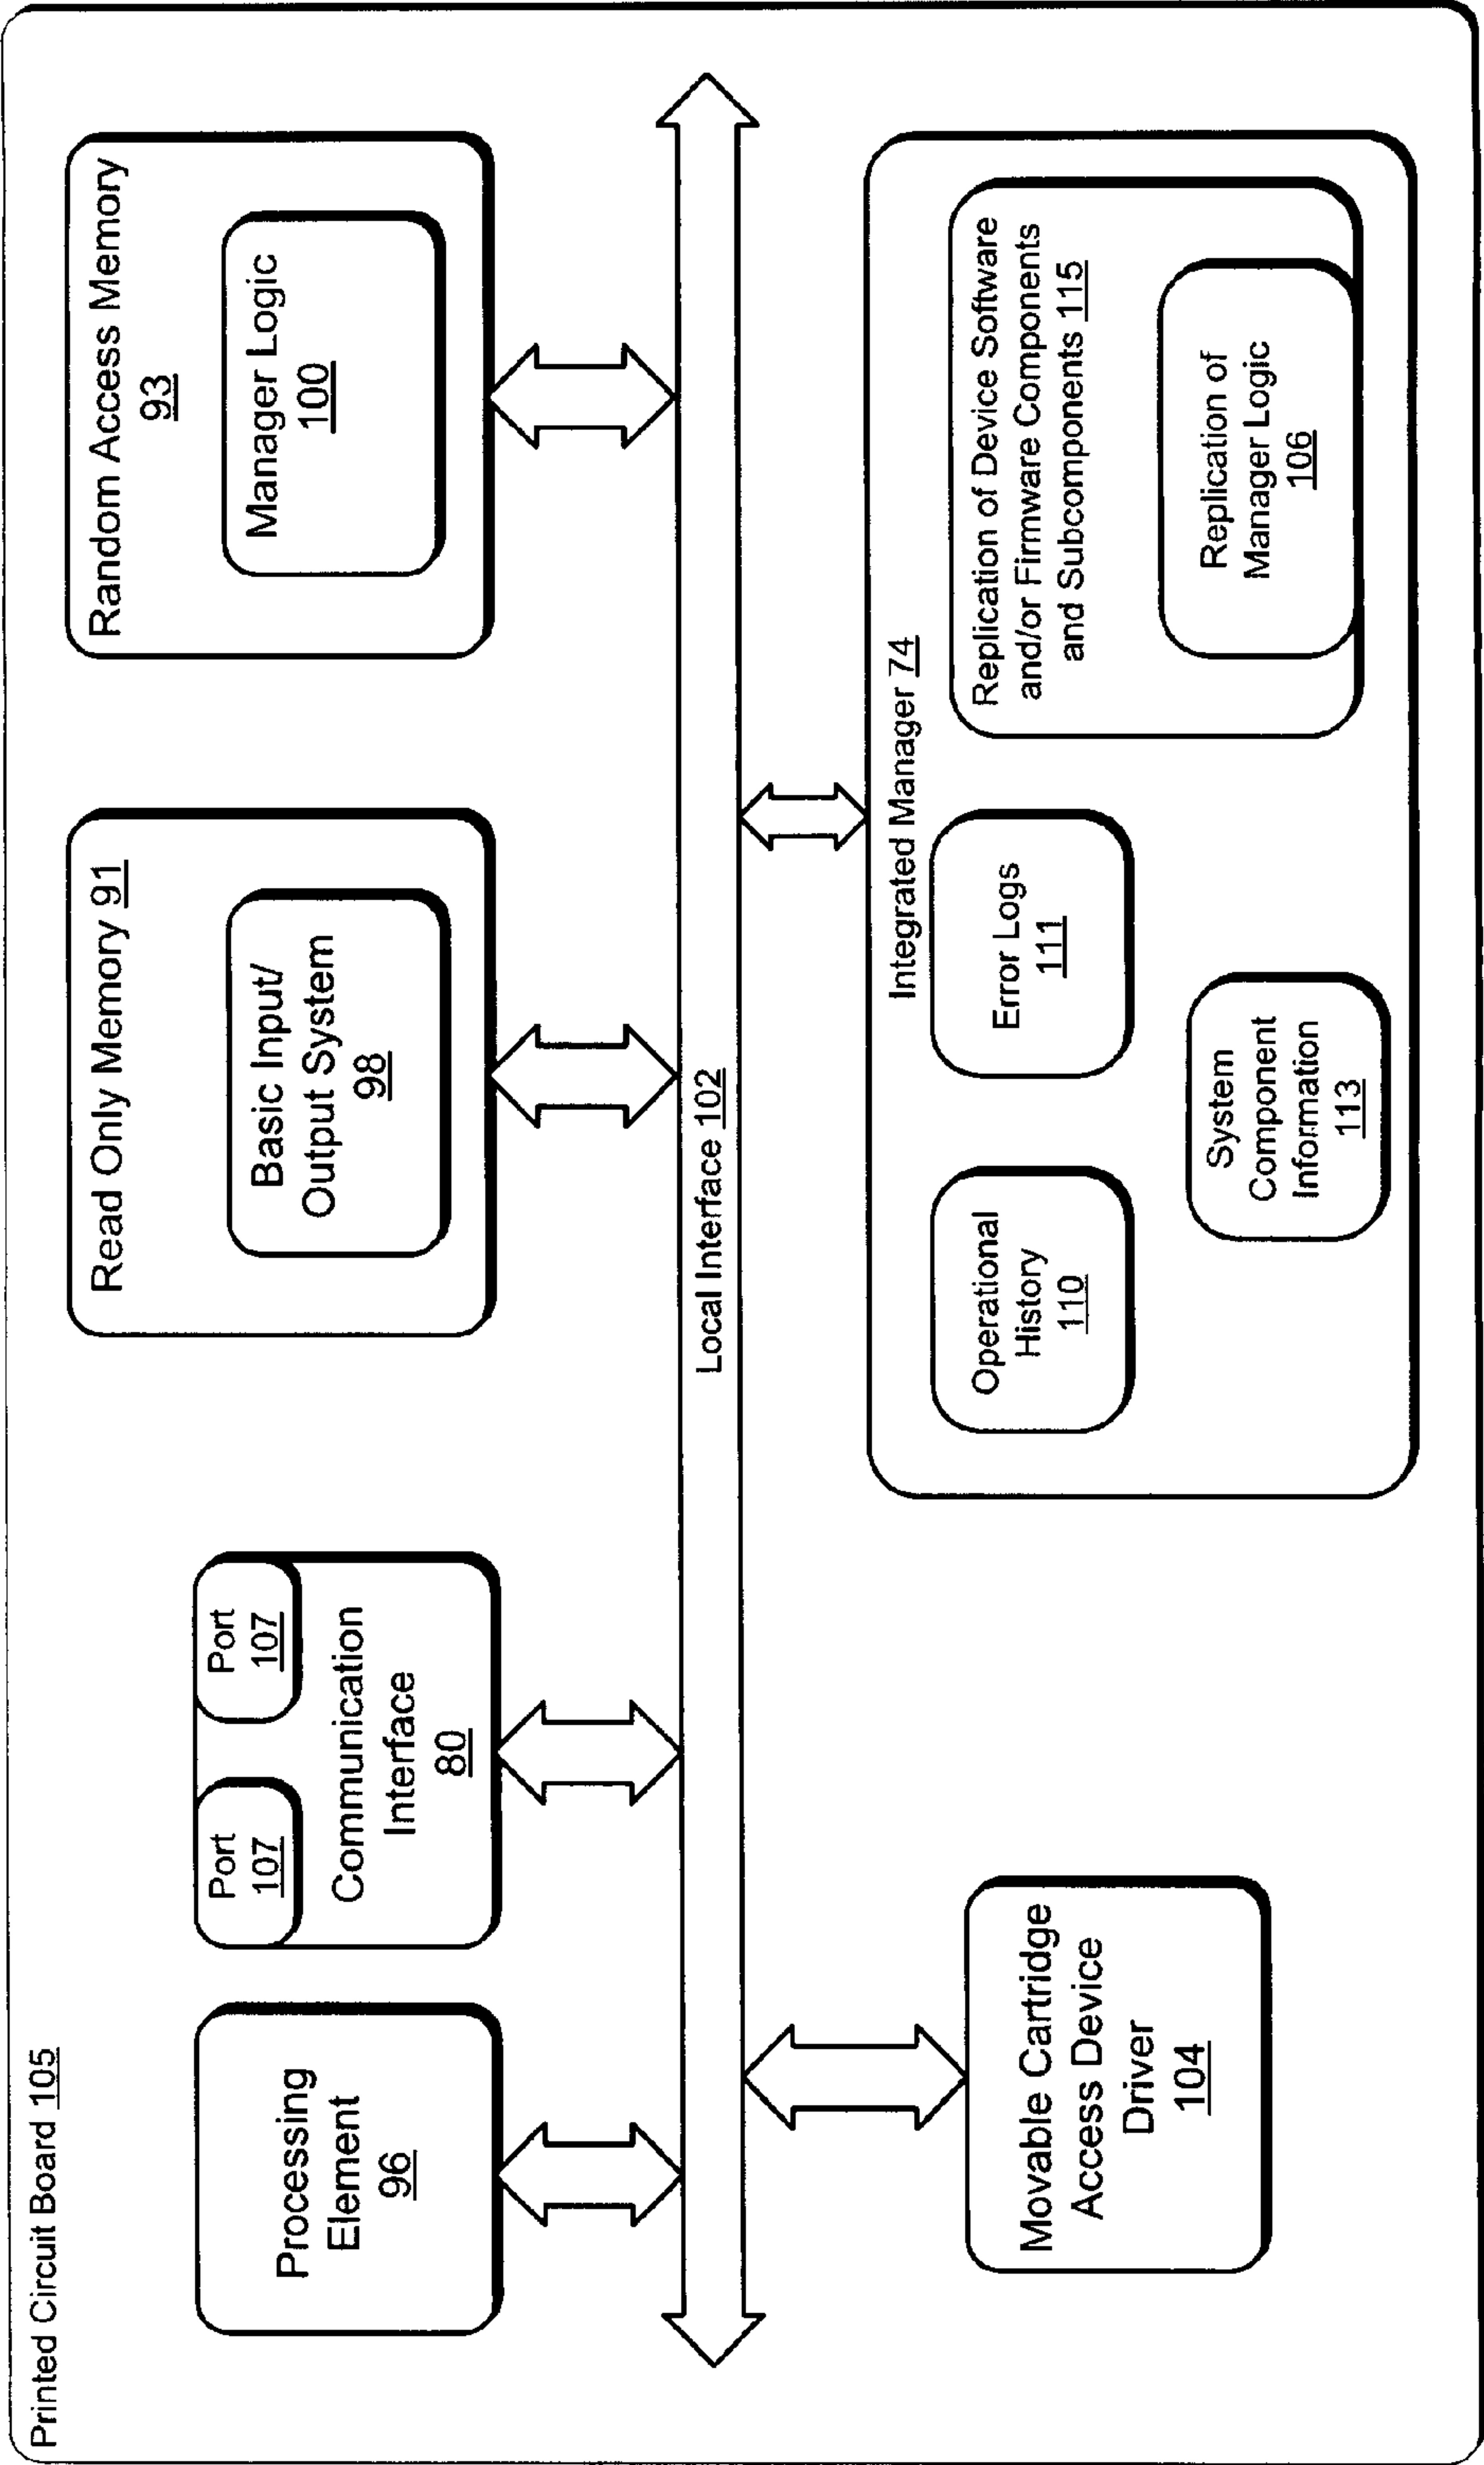 Printed Circuit Board 105
Processing
Element
96
Port
107
Port
107
Communication
Interface
80
Read Only Memory 91
Basic Input/
Output System
98
Random Access Memory
93
Manager Logic
100
Local Interface 102
Movable Cartridge
Access Device
Driver
104
Integrated Manager 74
Operational
History
110
Error Logs
111
System
Component
Information
113
Replication of Device Software
and/or Firmware Components
and Subcomponents 115
Replication of
Manager Logic
106